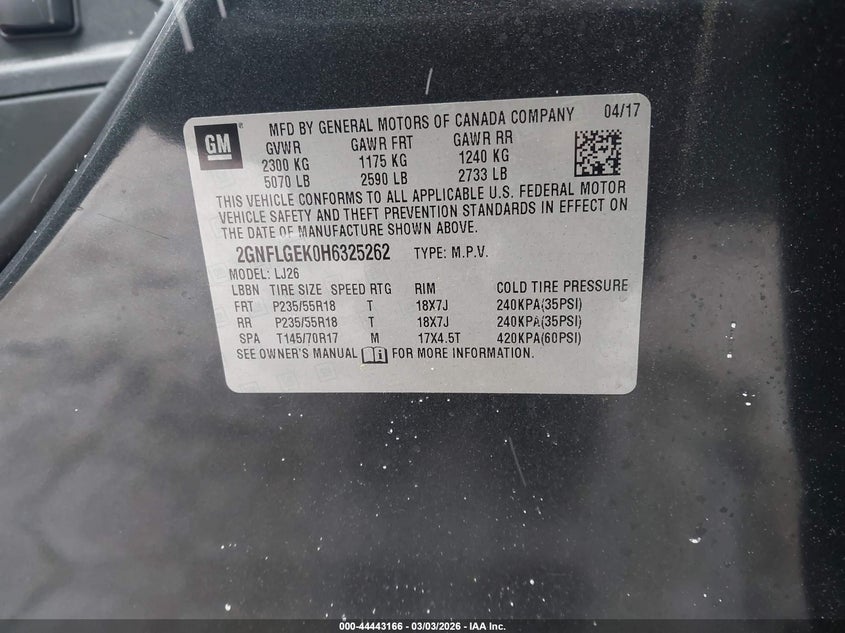 GM
MFD BY GENERAL MOTORS OF CANADA COMPANY 04/17
GVWR GAWR FRT GAWR RR
2300 KG 1175 KG 1240 KG
5070 LB 2590 LB 2733 LB
THIS VEHICLE CONFORMS TO ALL APPLICABLE U.S. FEDERAL MOTOR
VEHICLE SAFETY AND THEFT PREVENTION STANDARDS IN EFFECT ON
THE DATE OF MANUFACTURE SHOWN ABOVE.
2GNFLGEK0H6325262 TYPE: M.P.V.
MODEL: LJ26
LBBN TIRE SIZE SPEED RTG RIM COLD TIRE PRESSURE
FRT P235/55R18 T 18X7J 240KPA(35PSI)
RR P235/55R18 T 18X7J 240KPA(35PSI)
SPA T145/70R17 M 17X4.5T 420KPA(60PSI)
SEE OWNER'S MANUAL FOR MORE INFORMATION.
000-44443166 - 03/03/2026 - IAA Inc.